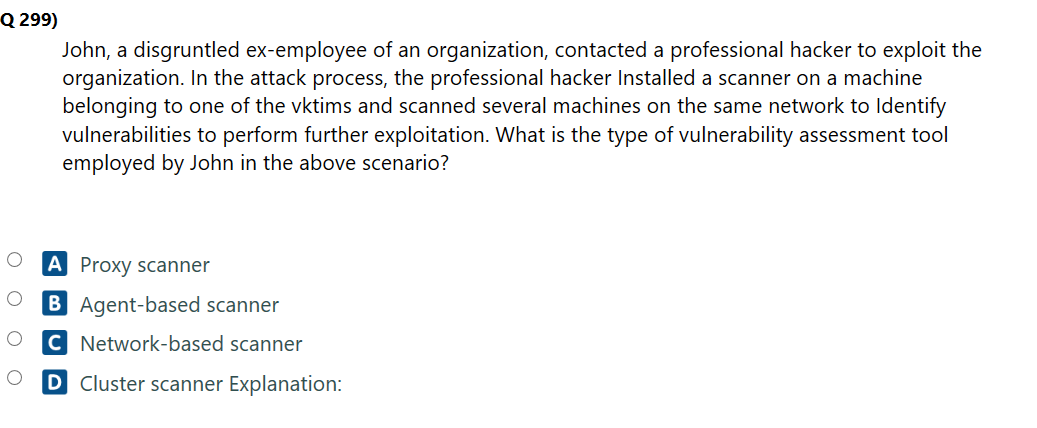 Q 299)
John, a disgruntled ex-employee of an organization, contacted a professional hacker to exploit the
organization. In the attack process, the professional hacker Installed a scanner on a machine
belonging to one of the vktims and scanned several machines on the same network to Identify
vulnerabilities to perform further exploitation. What is the type of vulnerability assessment tool
employed by John in the above scenario?
A Proxy scanner
B Agent-based scanner
C Network-based scanner
D Cluster scanner Explanation: